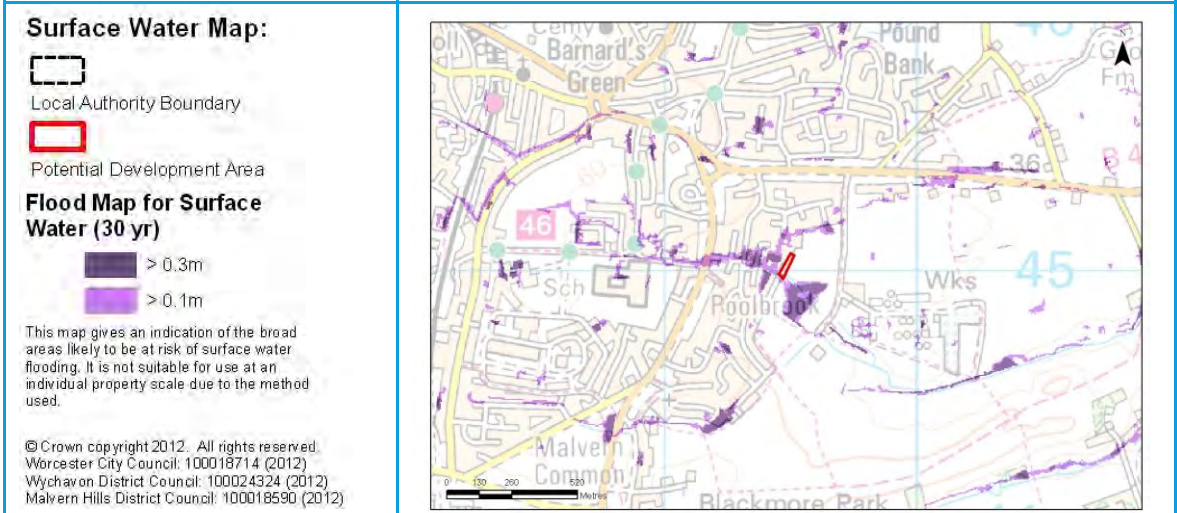 Surface Water Map:
Local Authority Boundary
Potential Development Area
Flood Map for Surface
Water (30 yr)
> 0.3m
> 0.1m
This map gives an indication of the broad
areas likely to be at risk of surface water
flooding. It is not suitable for use at an
individual property scale due to the method
used.
© Crown copyright 2012. All rights reserved.
Worcester City Council: 100018714 (2012)
Wychavon District Council: 100024324 (2012)
Malvern Hills District Council: 100018590 (2012)
Cemy
Barnard's
Green
Pound
Bank
Fm
36
46
Sch
Poolbrook
Wks
45
Malvern
Common
Blackmore Park
0 130 260 520
Metres